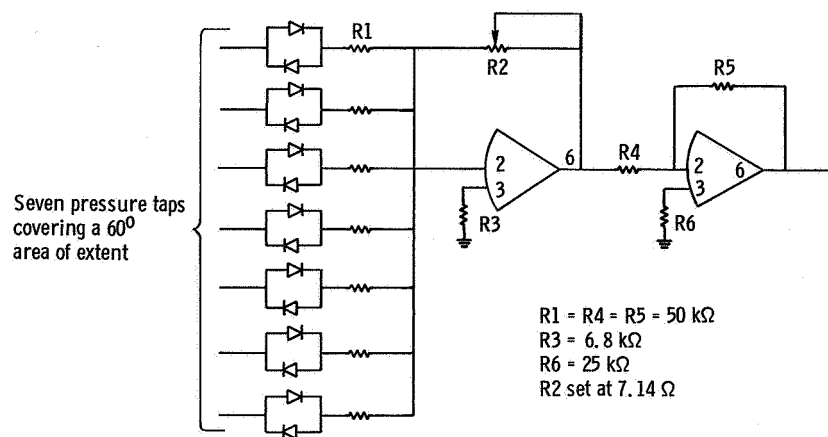 R1
R2
R5
R4
2
6
3
R3
2
6
3
R6
Seven pressure taps
covering a 60⁰
area of extent
R1 = R4 = R5 = 50 kΩ
R3 = 6.8 kΩ
R6 = 25 kΩ
R2 set at 7.14 Ω